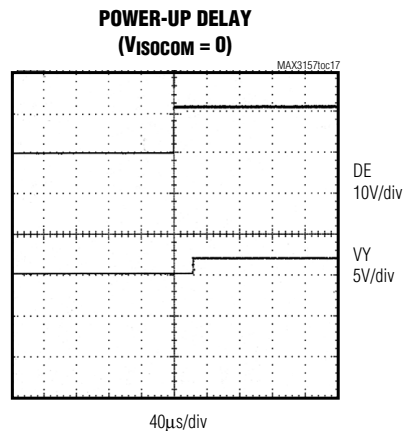 POWER-UP DELAY
(VISOCOM = 0)
MAX3157toc17
DE
10V/div
VY
5V/div
40µs/div